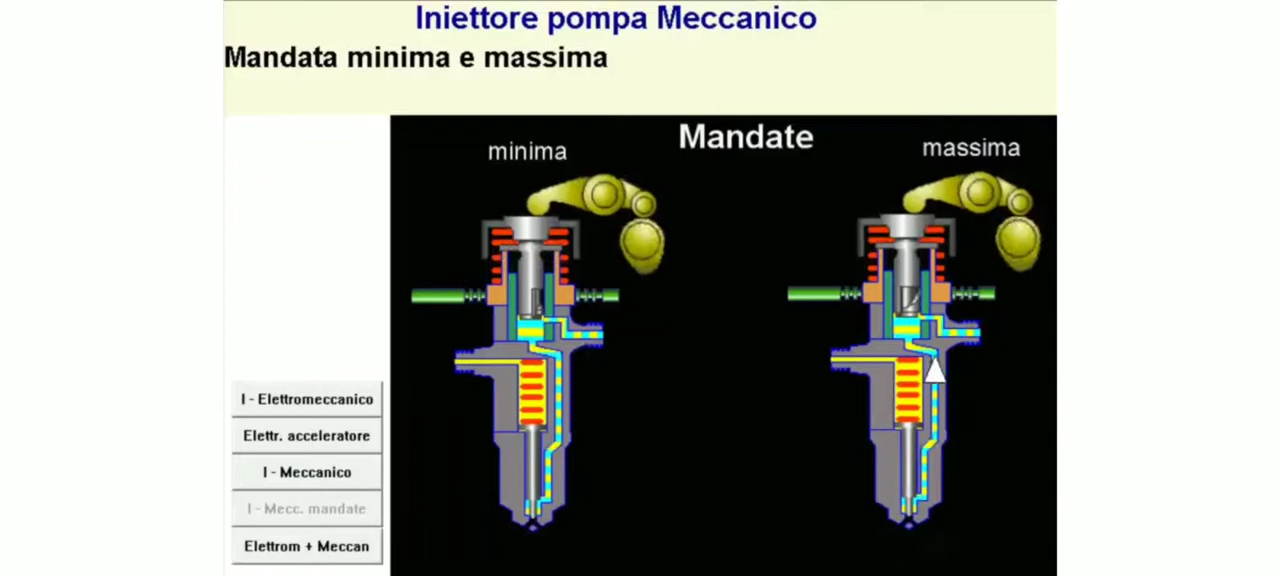 Iniettore pompa Meccanico
Mandata minima e massima
Mandate
minima
massima
I - Elettromeccanico
Elettr. acceleratore
I - Meccanico
I - Mecc. mandate
Elettrom + Meccan